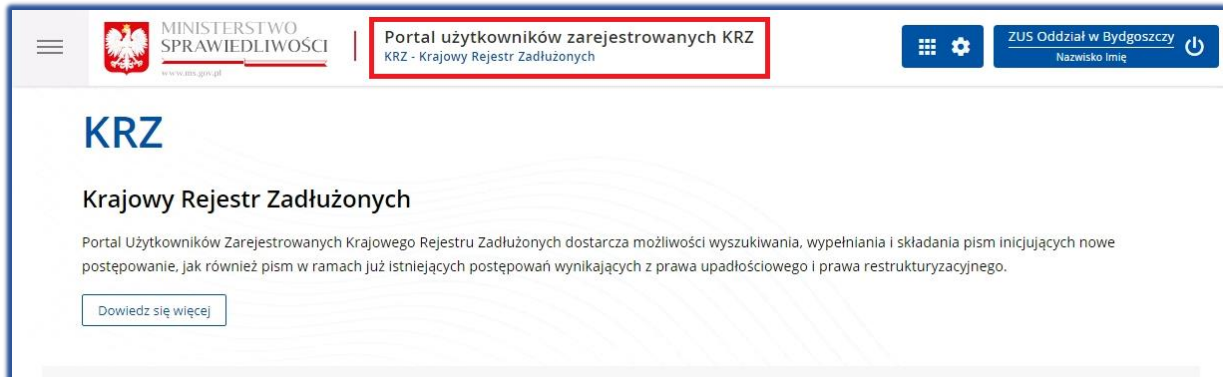 MINISTERSTWO
SPRAWIEDLIWOŚCI
www.ms.gov.pl
Portal użytkowników zarejestrowanych KRZ
KRZ - Krajowy Rejestr Zadłużonych
ZUS Oddział w Bydgoszczy
Nazwisko Imię
KRZ
Krajowy Rejestr Zadłużonych
Portal Użytkowników Zarejestrowanych Krajowego Rejestru Zadłużonych dostarcza możliwości wyszukiwania, wypełniania i składania pism inicjujących nowe
postępowanie, jak również pism w ramach już istniejących postępowań wynikających z prawa upadłościowego i prawa restrukturyzacyjnego.
Dowiedz się więcej